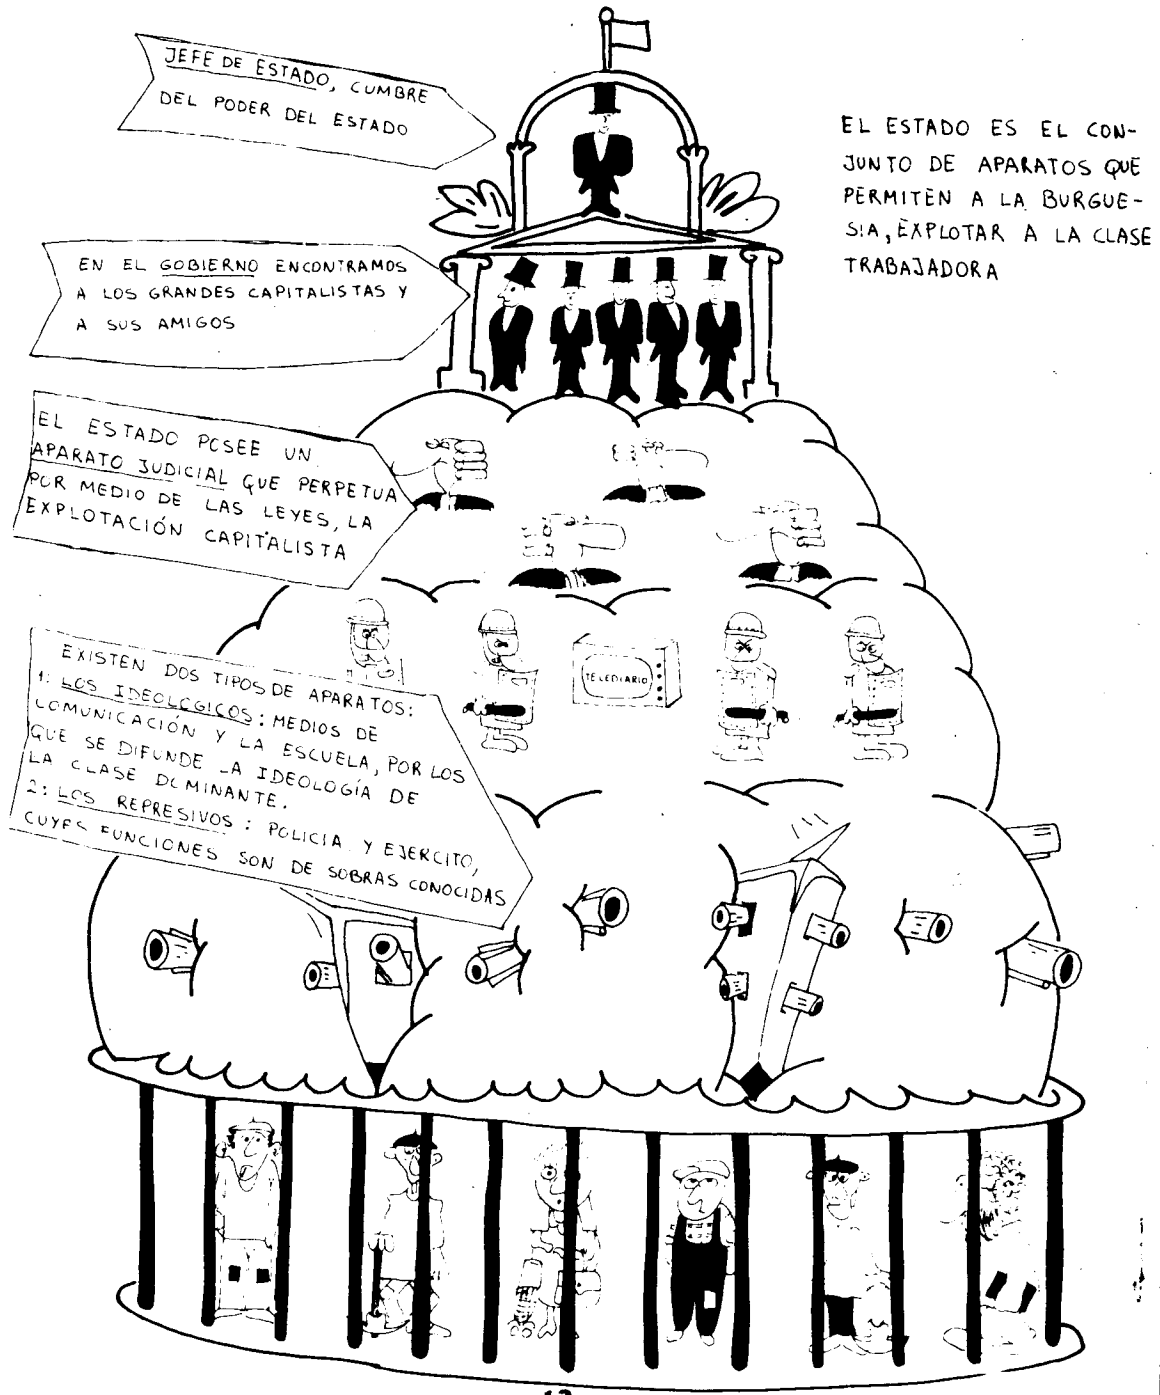 JEFE DE ESTADO, CUMBRE
DEL PODER DEL ESTADO
EL ESTADO ES EL CON-
JUNTO DE APARATOS QUE
PERMITEN A LA BURGUE-
SIA, EXPLOTAR A LA CLASE
TRABAJADORA
EN EL GOBIERNO ENCONTRAMOS
A LOS GRANDES CAPITALISTAS Y
A SUS AMIGOS
EL ESTADO POSEE UN
APARATO JUDICIAL QUE PERPETUA
POR MEDIO DE LAS LEYES, LA
EXPLOTACIÓN CAPITALISTA
EXISTEN DOS TIPOS DE APARATOS:
1: LOS IDEOLOGICOS: MEDIOS DE
COMUNICACIÓN Y LA ESCUELA, POR LOS
QUE SE DIFUNDE LA IDEOLOGÍA DE
LA CLASE DOMINANTE.
2: LOS REPRESIVOS: POLICIA Y EJERCITO,
CUYAS FUNCIONES SON DE SOBRAS CONOCIDAS
TELEDIARIO